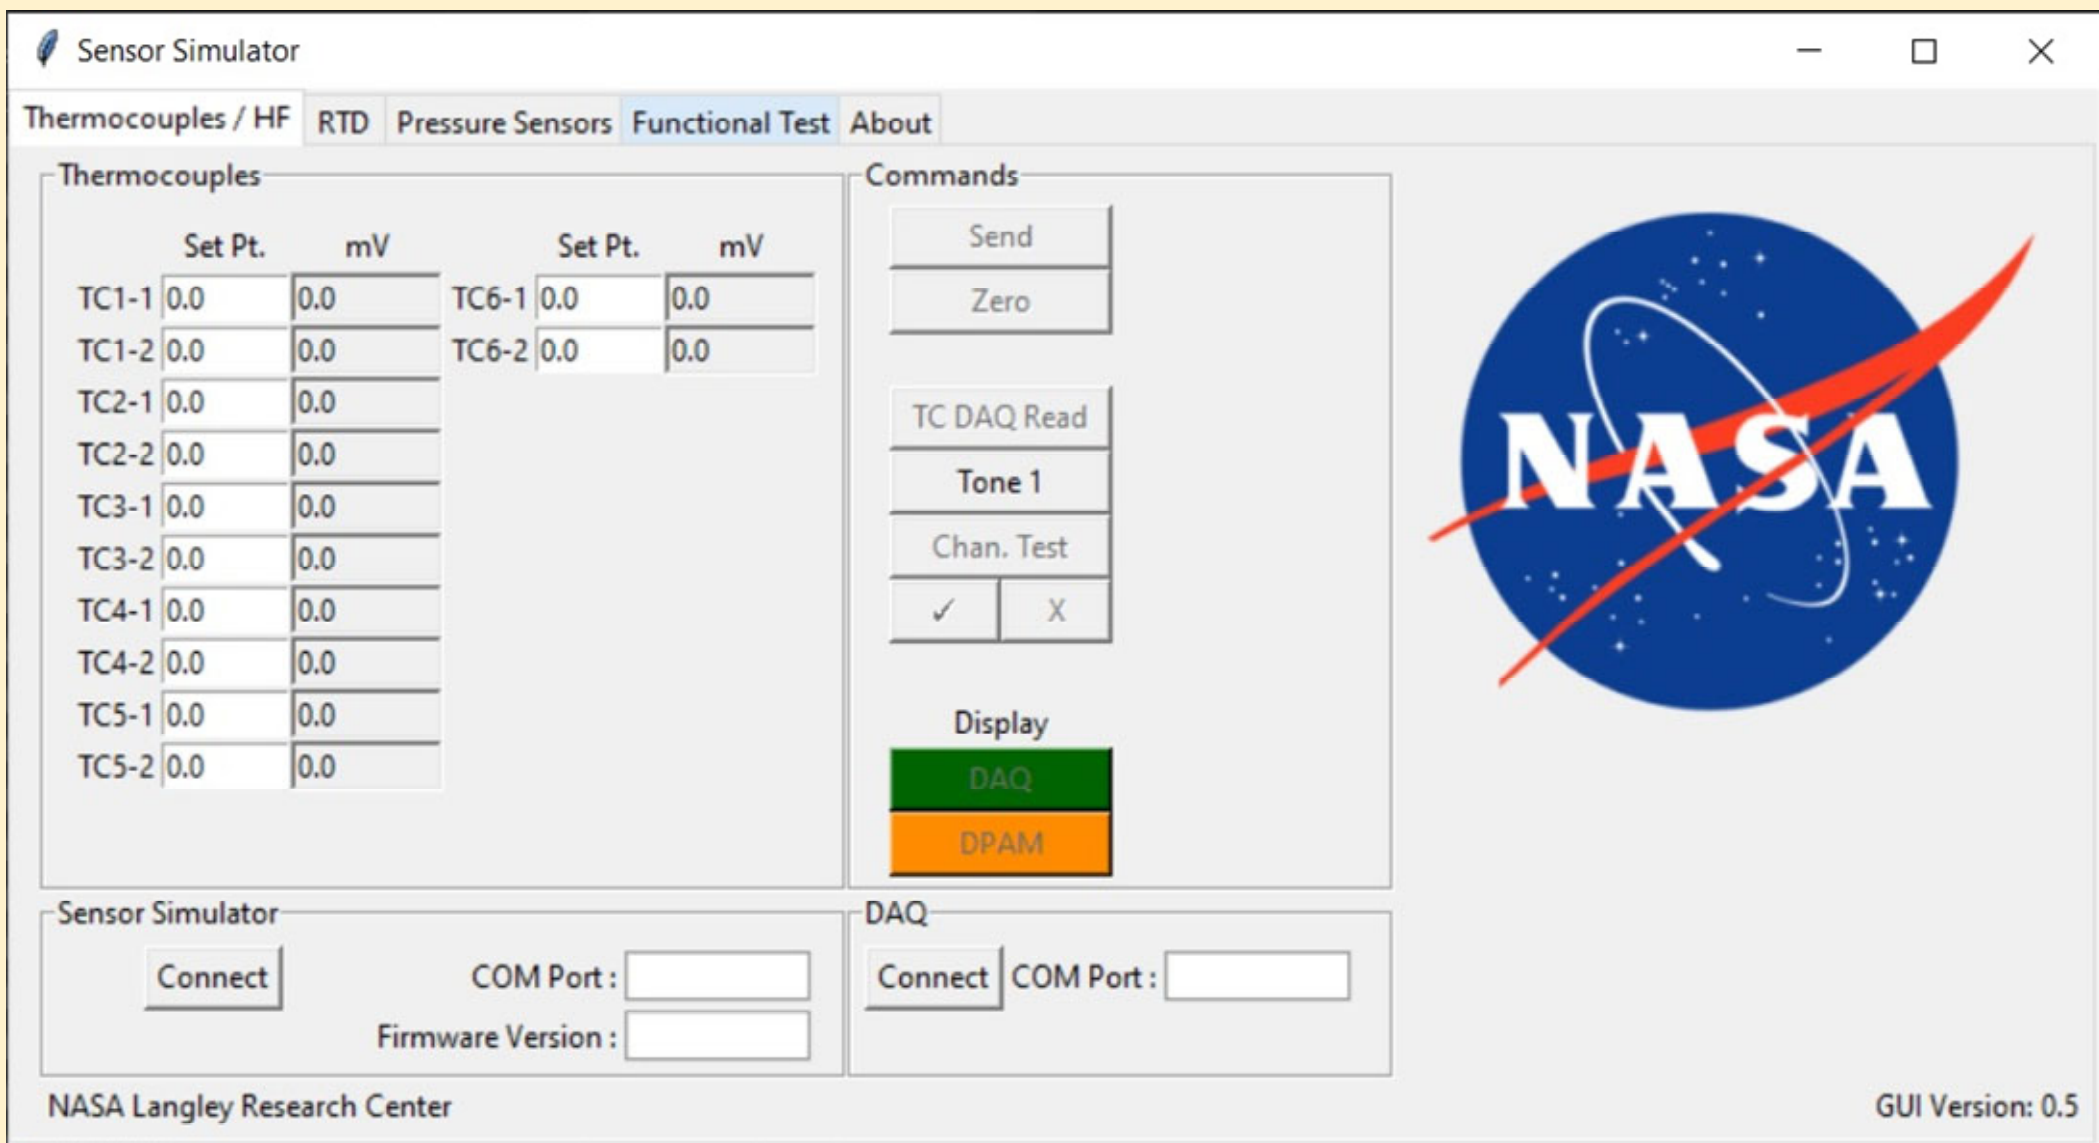 Sensor Simulator
Thermocouples / HF RTD Pressure Sensors Functional Test About
Thermocouples
Set Pt. mV Set Pt. mV
TC1-1 0.0 0.0 TC6-1 0.0 0.0
TC1-2 0.0 0.0 TC6-2 0.0 0.0
TC2-1 0.0 0.0
TC2-2 0.0 0.0
TC3-1 0.0 0.0
TC3-2 0.0 0.0
TC4-1 0.0 0.0
TC4-2 0.0 0.0
TC5-1 0.0 0.0
TC5-2 0.0 0.0
Commands
Send
Zero
TC DAQ Read
Tone 1
Chan. Test
✓ X
Display
DAQ
DPAM
NASA
Sensor Simulator
Connect COM Port :
Firmware Version :
DAQ
Connect COM Port :
NASA Langley Research Center
GUI Version: 0.5